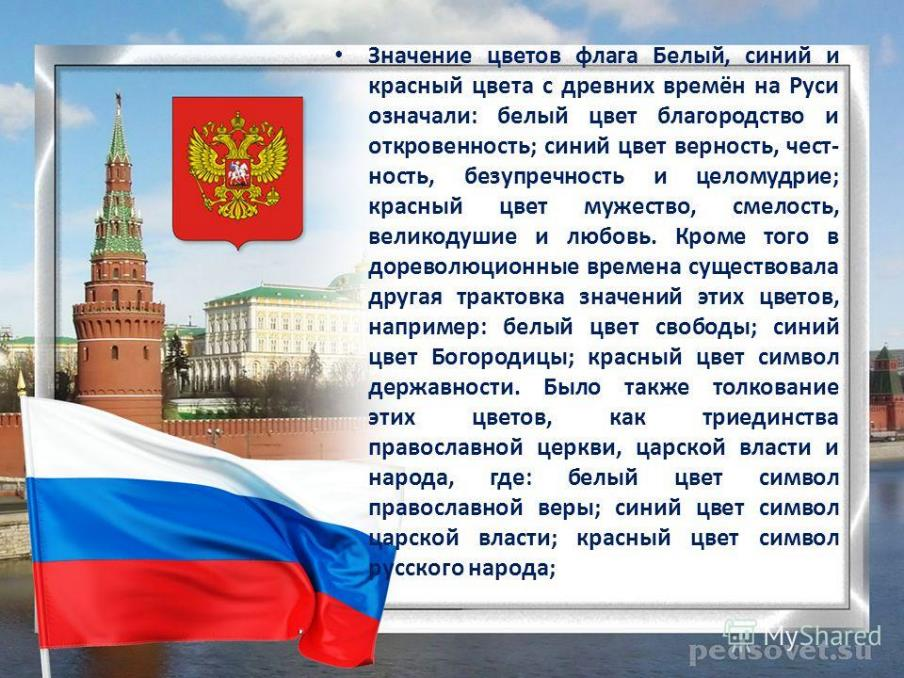 • Значение цветов флага Белый, синий и
красный цвета с древних времён на Руси
означали: белый цвет благородство и
откровенность; синий цвет верность, чест-
ность, безупречность и целомудрие;
красный цвет мужество, смелость,
великодушие и любовь. Кроме того в
дореволюционные времена существовала
другая трактовка значений этих цветов,
например: белый цвет свободы; синий
цвет Богородицы; красный цвет символ
державности. Было также толкование
этих цветов, как триединства
православной церкви, царской власти и
народа, где: белый цвет символ
православной веры; синий цвет символ
царской власти; красный цвет символ
русского народа;
MyShared
pedsovet.su